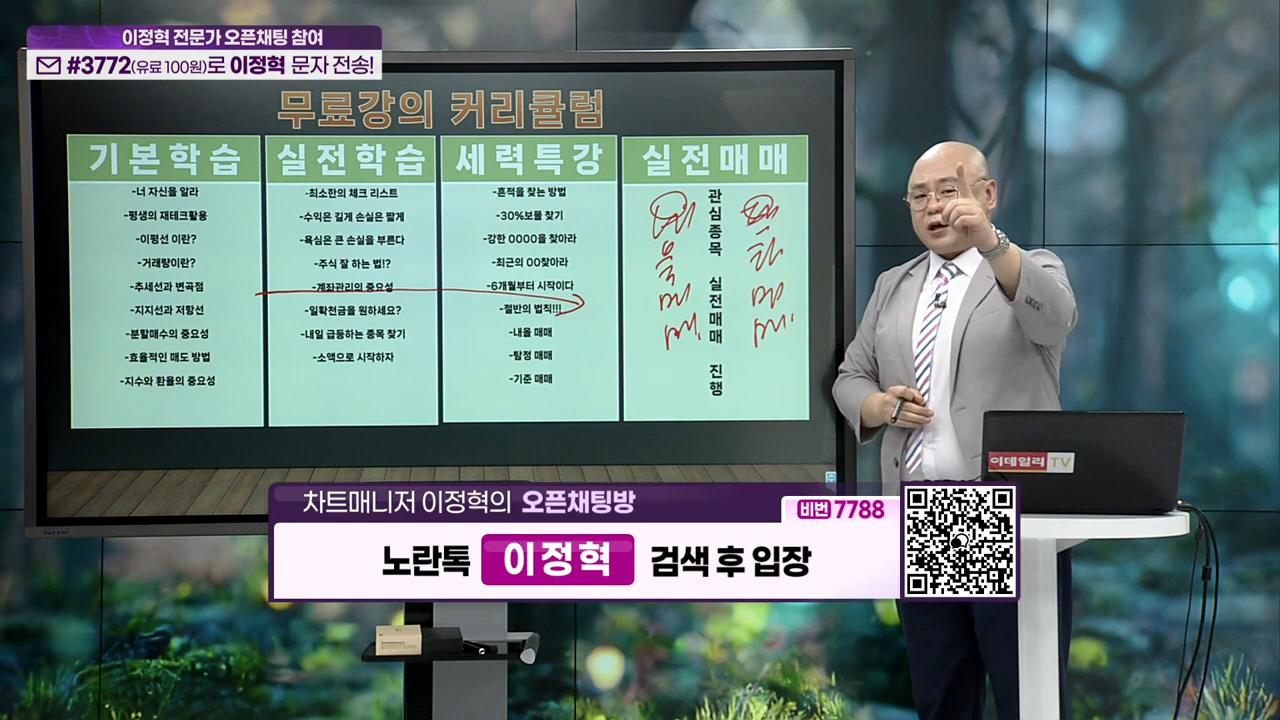 이정혁 전문가 오픈채팅 참여
#3772(유료 100원)로 이정혁 문자 전송!
무료강의 커리큘럼
기본학습
-너 자신을 알라
-평생의 재테크활용
-이평선 이란?
-거래량이란?
-추세선과 변곡점
-지지선과 저항선
-분할매수의 중요성
-효율적인 매도 방법
-지수와 환율의 중요성
실전학습
-최소한의 체크 리스트
-수익은 길게 손실은 짧게
-욕심은 큰 손실을 부른다
-주식 잘 하는 법!?
-계좌관리의 중요성
-일확천금을 원하세요?
-내일 급등하는 종목 찾기
-소액으로 시작하자
세력특강
-흔적을 찾는 방법
-30%보물 찾기
-강한 OOOO을 찾아라
-최근의 OO찾아라
-6개월부터 시작이다
-절반의 법칙!!!
-내올 매매
-탐정 매매
-기준 매매
실전매매
관심종목 실전매매 진행
이데일리 TV
차트매니저 이정혁의 오픈채팅방
비번 7788
노란톡 이정혁 검색 후 입장